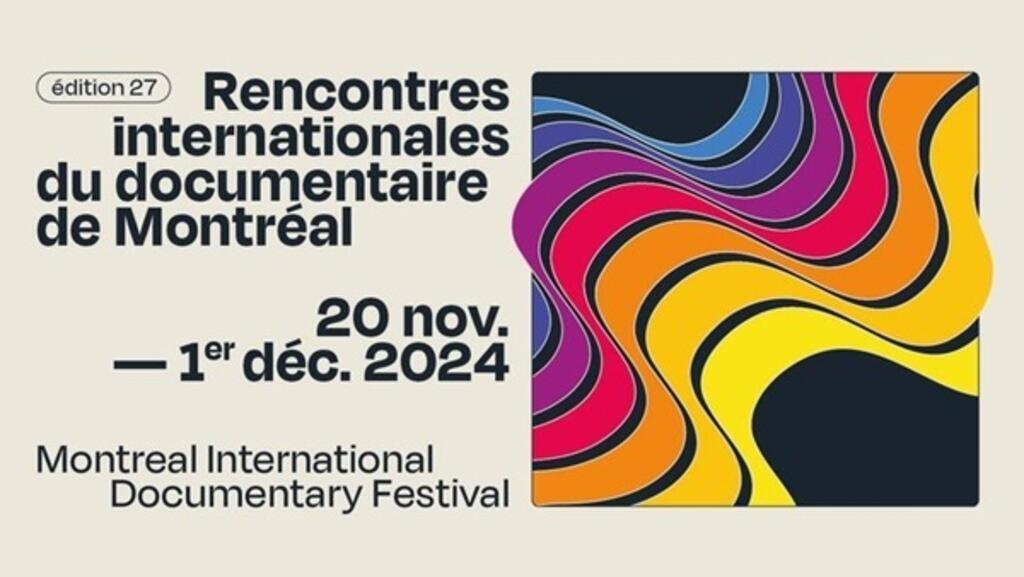 édition 27
Rencontres
internationales
du documentaire
de Montréal
20 nov.
— 1er déc. 2024
Montreal International
Documentary Festival